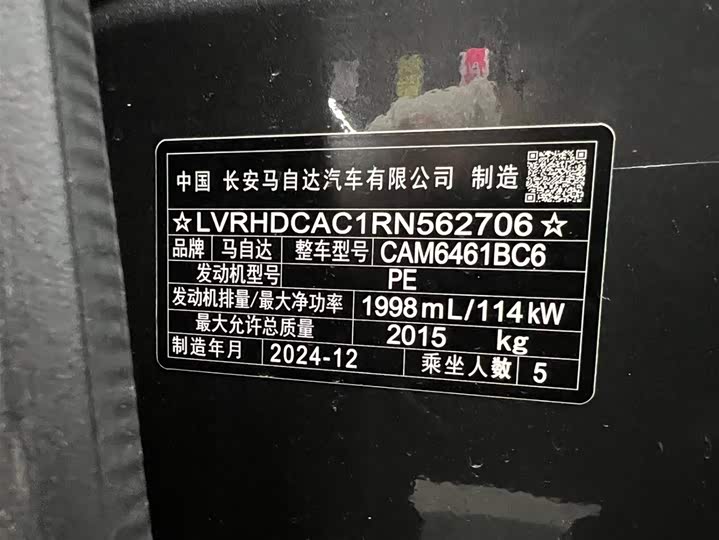 中国 长安马自达汽车有限公司 制造
☆LVRHDCAC1RN562706☆
品牌 马自达 整车型号 CAM6461BC6
发动机型号 PE
发动机排量/最大净功率 1998mL/114kW
最大允许总质量 2015 kg
制造年月 2024-12 乘坐人数 5